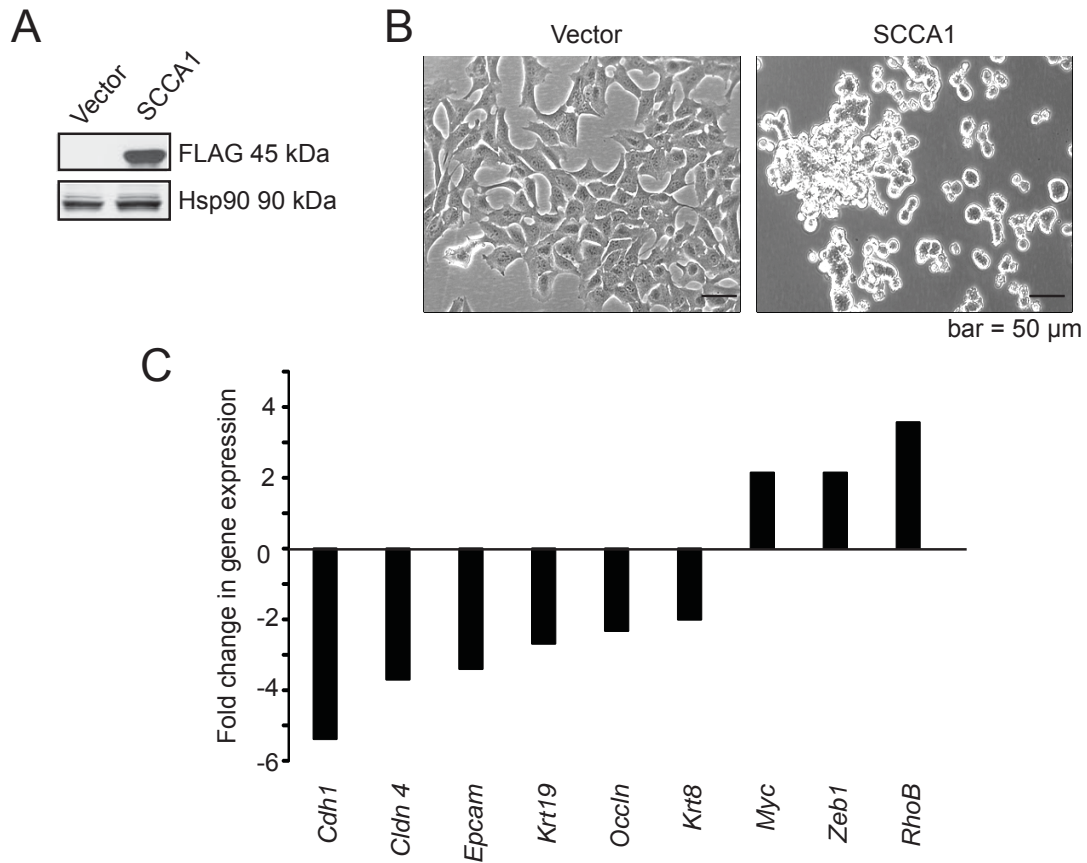 A
Vector
SCCA1
FLAG 45 kDa
Hsp90 90 kDa
B
Vector
SCCA1
bar = 50 µm
C
Fold change in gene expression
4
2
0
-2
-4
-6
Cdh1
Cldn 4
Epcam
Krt19
Occln
Krt8
Myc
Zeb1
RhoB